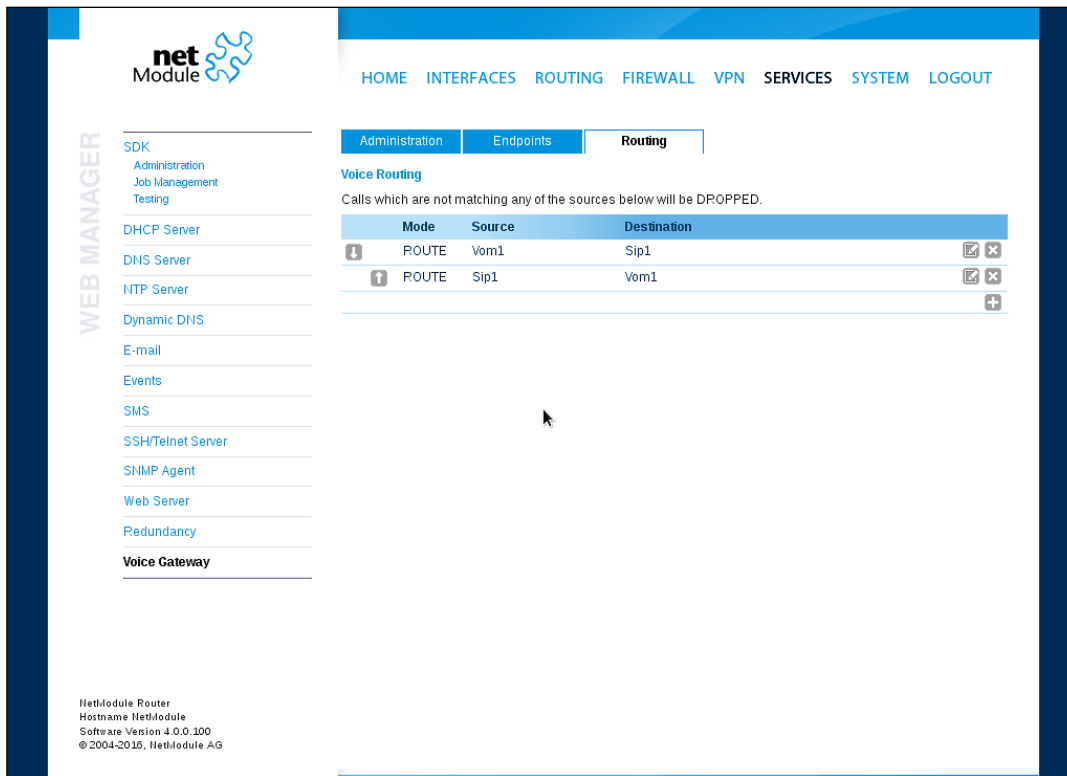 net
Module
HOME INTERFACES ROUTING FIREWALL VPN SERVICES SYSTEM LOGOUT
WEB MANAGER
SDK
Administration
Job Management
Testing
DHCP Server
DNS Server
NTP Server
Dynamic DNS
E-mail
Events
SMS
SSH/Telnet Server
SNMP Agent
Web Server
Redundancy
Voice Gateway
Administration Endpoints Routing
Voice Routing
Calls which are not matching any of the sources below will be DROPPED.
Mode Source Destination
ROUTE Vom1 Sip1
ROUTE Sip1 Vom1
NetModule Router
Hostname NetModule
Software Version 4.0.0.100
© 2004-2016, NetModule AG